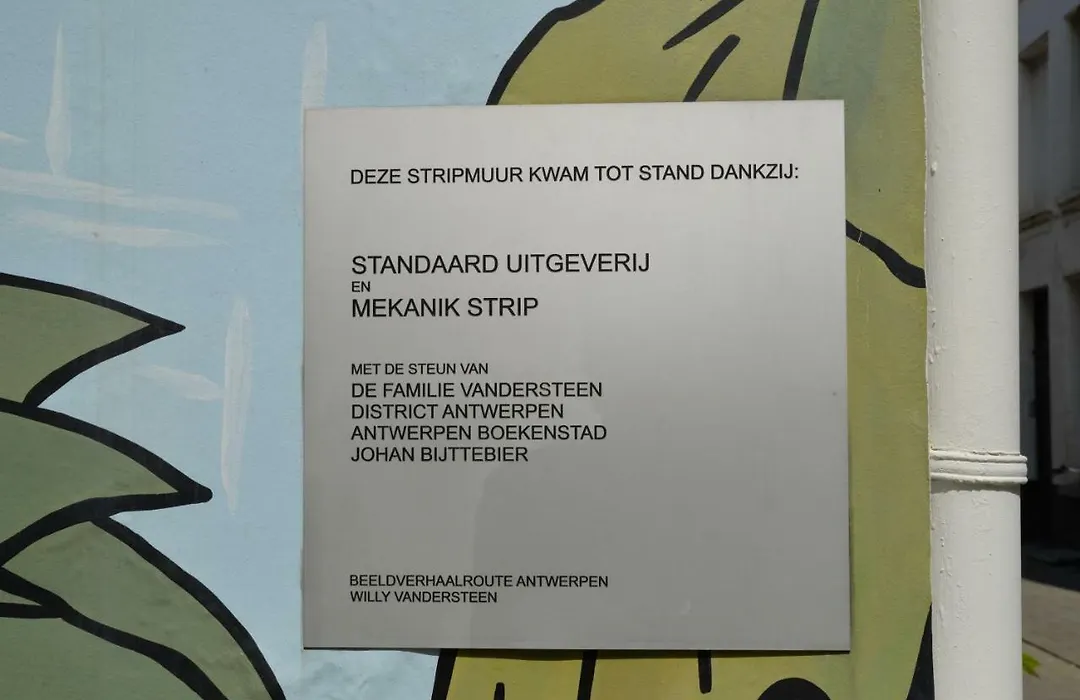 DEZE STRIPMUUR KWAM TOT STAND DANKZIJ:
STANDAARD UITGEVERIJ
EN
MEKANIK STRIP
MET DE STEUN VAN
DE FAMILIE VANDERSTEEN
DISTRICT ANTWERPEN
ANTWERPEN BOEKENSTAD
JOHAN BIJTTEBIER
BEELDVERHAALROUTE ANTWERPEN
WILLY VANDERSTEEN